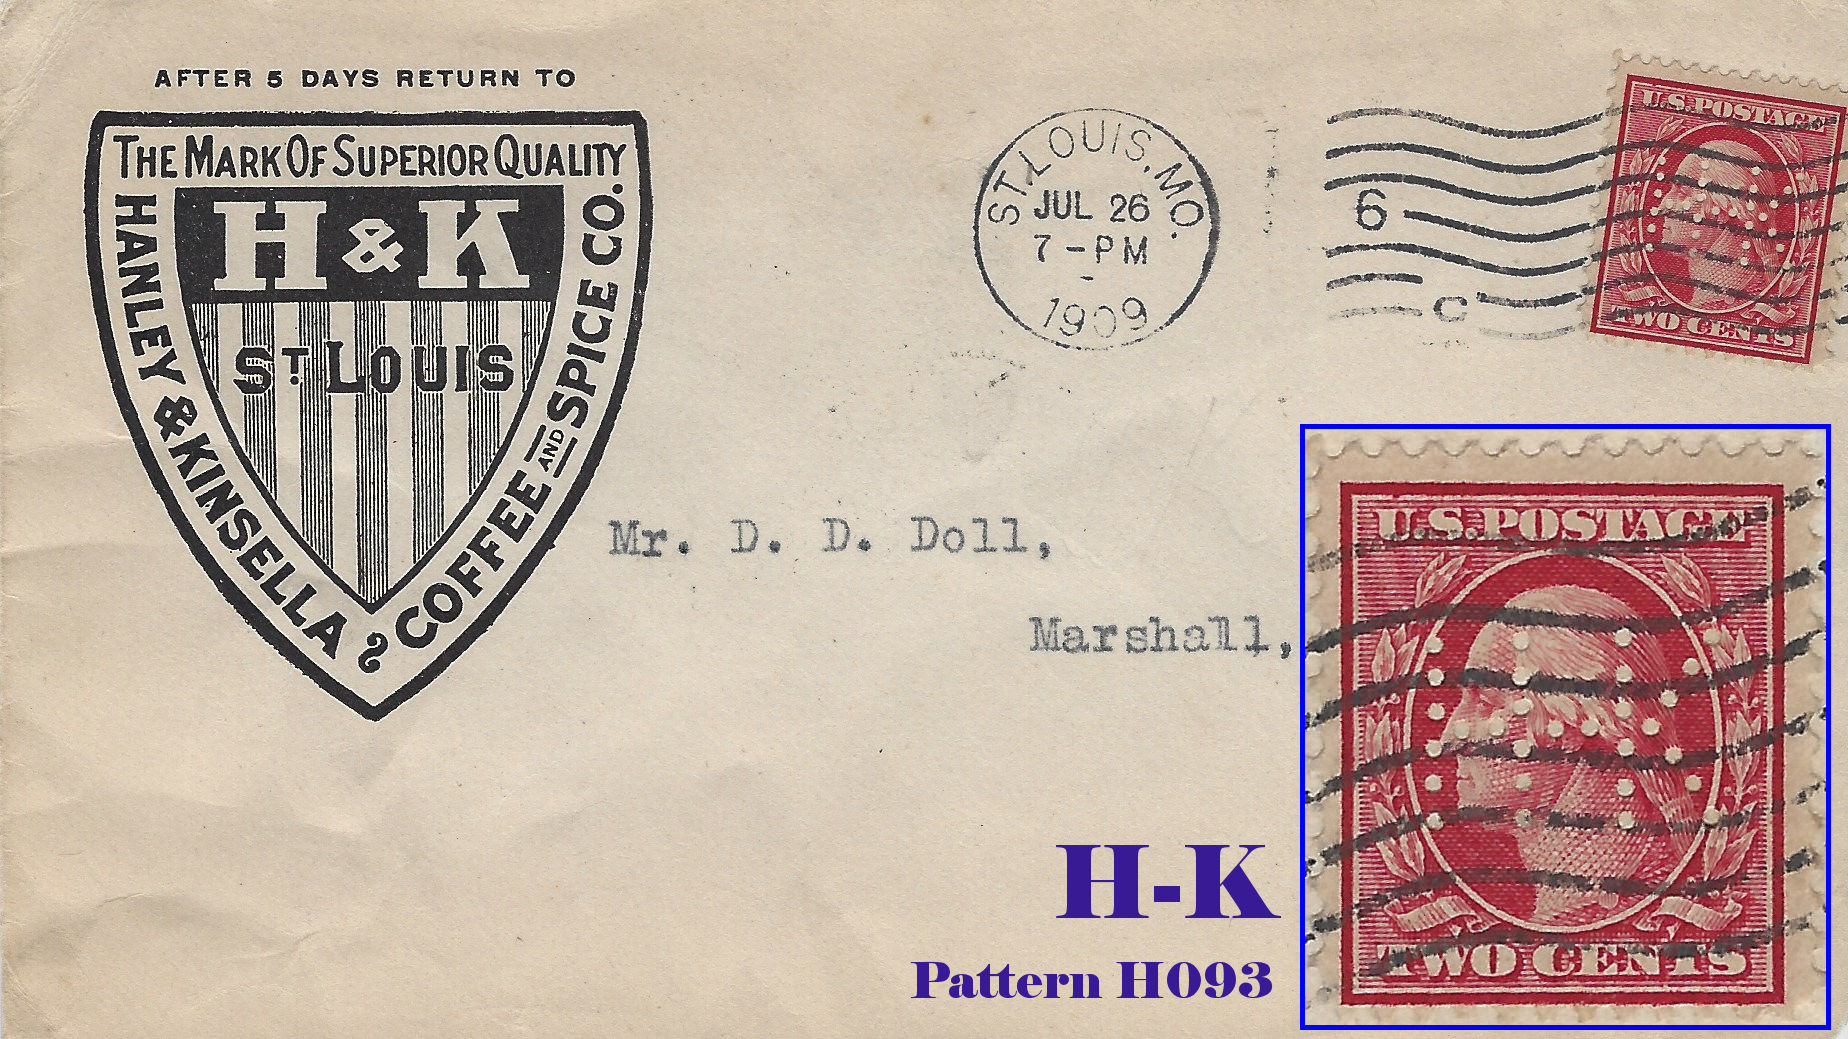 AFTER 5 DAYS RETURN TO
THE MARK OF SUPERIOR QUALITY
H & K
ST. LOUIS
HANLEY & KINSELLA
COFFEE AND SPICE CO.
ST. LOUIS, MO.
JUL 26
7 - PM
1909
6
C
U.S. POSTAGE
TWO CENTS
Mr. D. D. Doll,
Marshall,
U.S. POSTAGE
H-K
TWO CENTS
H-K
Pattern H093